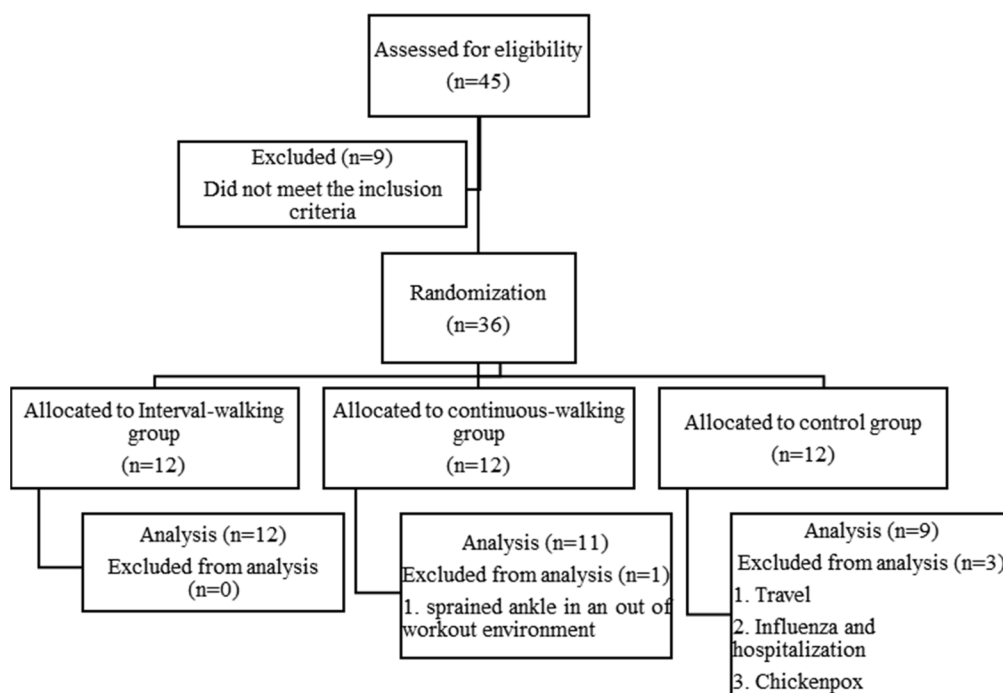 Assessed for eligibility
(n=45)
Excluded (n=9)
Did not meet the inclusion
criteria
Randomization
(n=36)
Allocated to Interval-walking
group
(n=12)
Allocated to continuous-walking
group
(n=12)
Allocated to control group
(n=12)
Analysis (n=12)
Excluded from analysis
(n=0)
Analysis (n=11)
Excluded from analysis (n=1)
1. sprained ankle in an out of
workout environment
Analysis (n=9)
Excluded from analysis (n=3)
1. Travel
2. Influenza and
hospitalization
3. Chickenpox